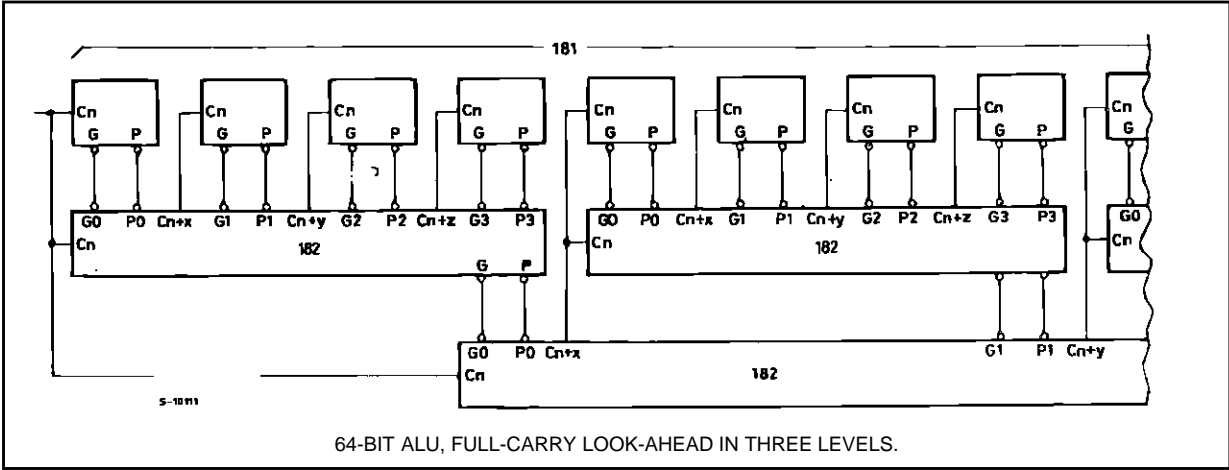 181
Cn Cn Cn Cn Cn Cn Cn Cn Cn
G P G P G P G P G P G P G P G P G
G0 P0 Cn+x G1 P1 Cn+y G2 P2 Cn+z G3 P3 G0 P0 Cn+x G1 P1 Cn+y G2 P2 Cn+z G3 P3 G0
Cn 182 Cn 182 Cn
G P
G0 P0 Cn+x G1 P1 Cn+y
Cn 182
S-10111
64-BIT ALU, FULL-CARRY LOOK-AHEAD IN THREE LEVELS.